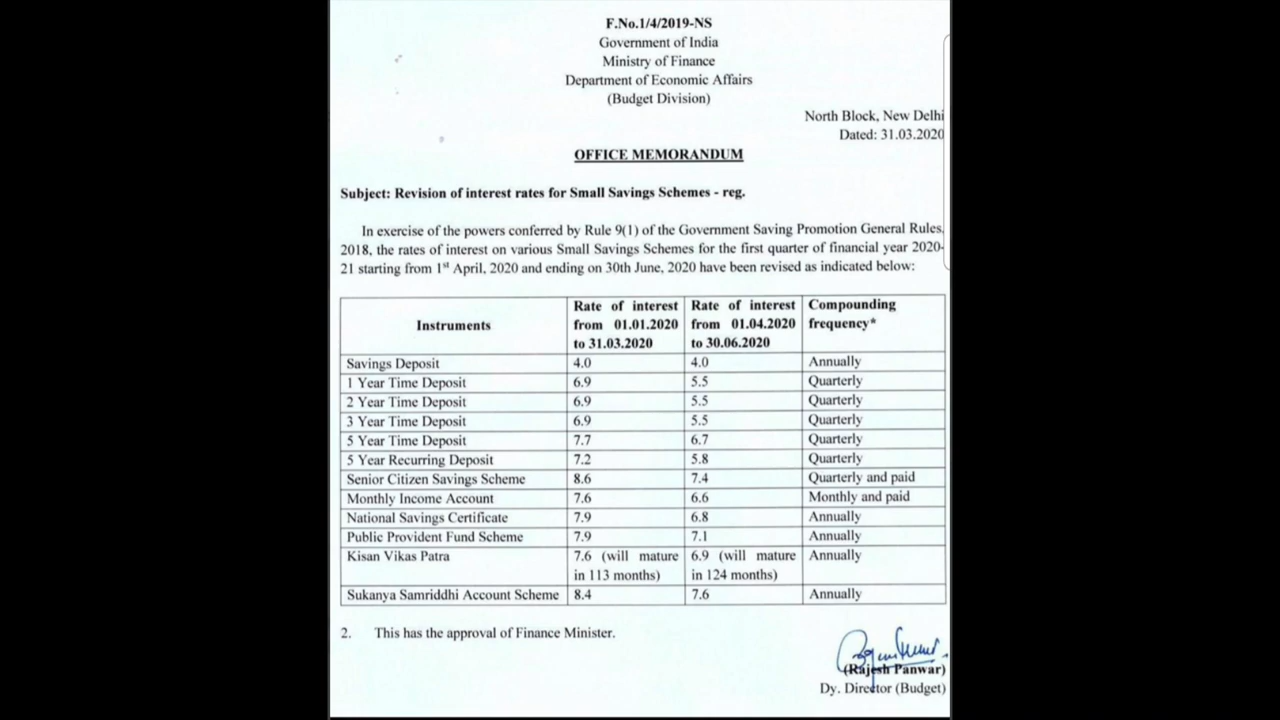 F.No.1/4/2019-NS
Government of India
Ministry of Finance
Department of Economic Affairs
(Budget Division)
North Block, New Delhi
Dated: 31.03.2020
OFFICE MEMORANDUM
Subject: Revision of interest rates for Small Savings Schemes - reg.
In exercise of the powers conferred by Rule 9(1) of the Government Saving Promotion General Rules,
2018, the rates of interest on various Small Savings Schemes for the first quarter of financial year 2020-
21 starting from 1st April, 2020 and ending on 30th June, 2020 have been revised as indicated below:
Instruments | Rate of interest from 01.01.2020 to 31.03.2020 | Rate of interest from 01.04.2020 to 30.06.2020 | Compounding frequency*
Savings Deposit 4.0 4.0 Annually
1 Year Time Deposit 6.9 5.5 Quarterly
2 Year Time Deposit 6.9 5.5 Quarterly
3 Year Time Deposit 6.9 5.5 Quarterly
5 Year Time Deposit 7.7 6.7 Quarterly
5 Year Recurring Deposit 7.2 5.8 Quarterly
Senior Citizen Savings Scheme 8.6 7.4 Quarterly and paid
Monthly Income Account 7.6 6.6 Monthly and paid
National Savings Certificate 7.9 6.8 Annually
Public Provident Fund Scheme 7.9 7.1 Annually
Kisan Vikas Patra 7.6 (will mature in 113 months) 6.9 (will mature in 124 months) Annually
Sukanya Samriddhi Account Scheme 8.4 7.6 Annually
2. This has the approval of Finance Minister.
(Rajesh Panwar)
Dy. Director (Budget)